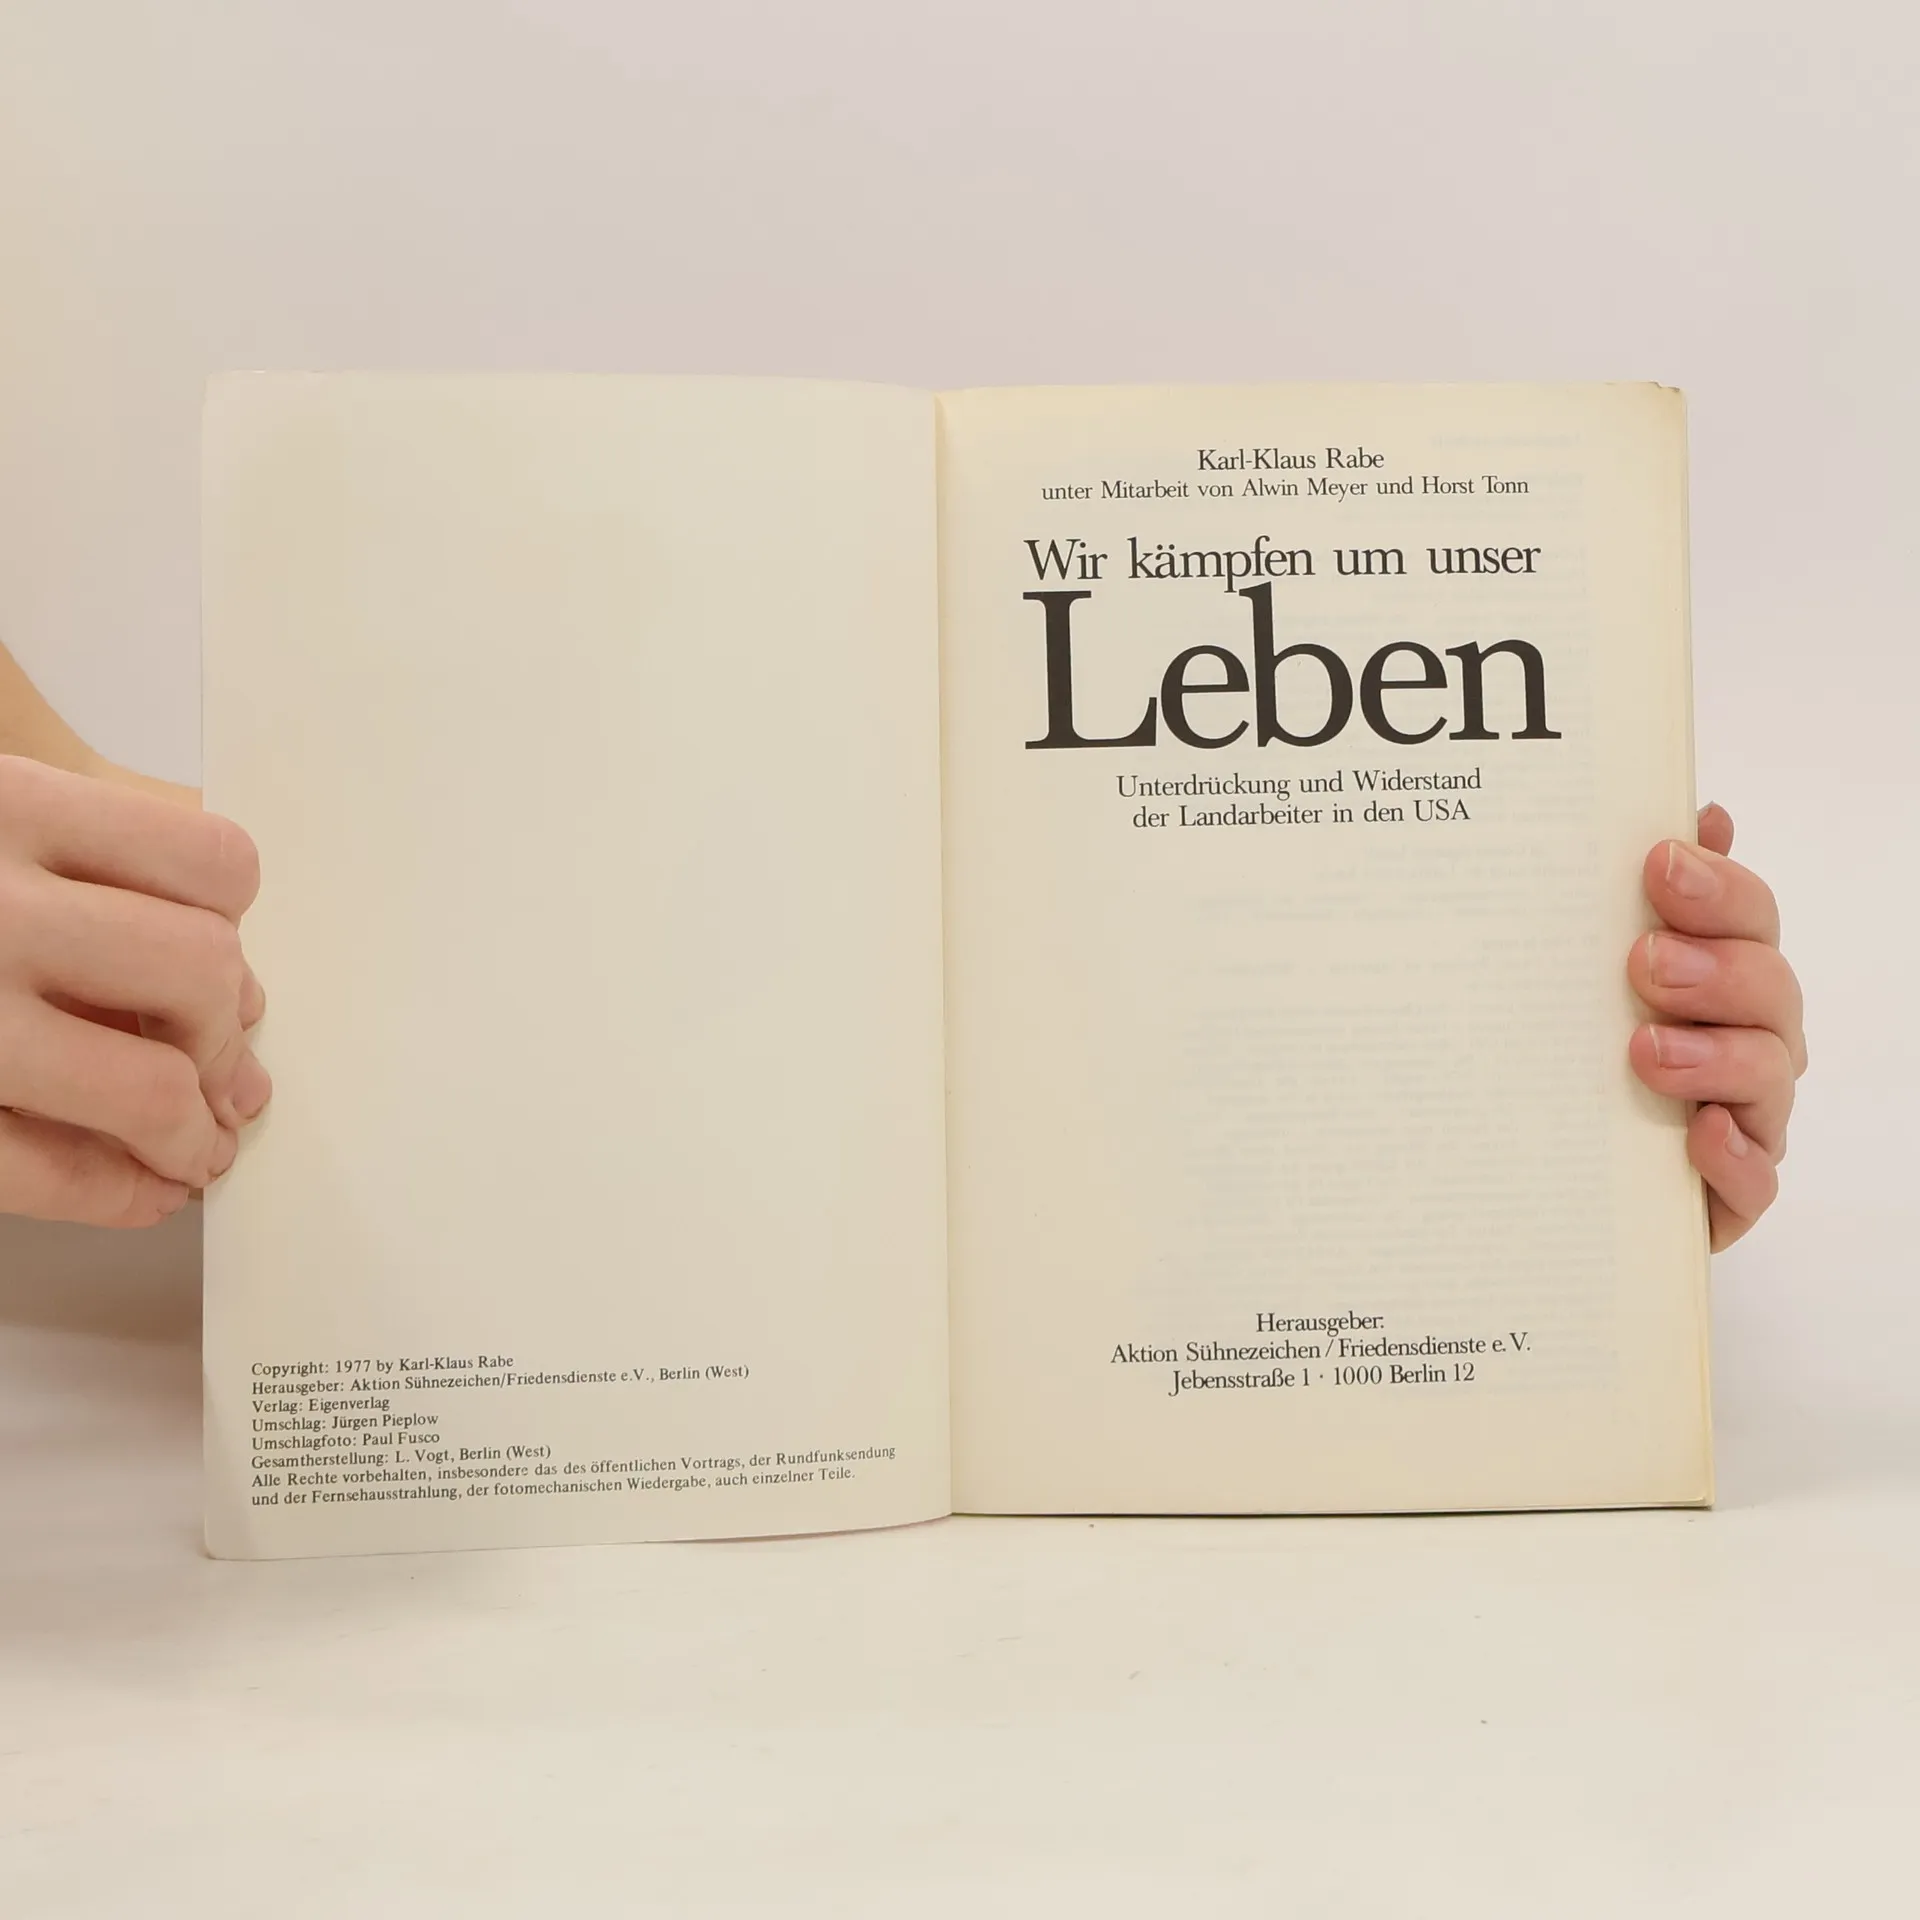 Copyright: 1977 by Karl-Klaus Rabe
Herausgeber: Aktion Sühnezeichen/Friedensdienste e.V., Berlin (West)
Verlag: Eigenverlag
Umschlag: Jürgen Pieplow
Umschlagfoto: Paul Fusco
Gesamtherstellung: L. Vogt, Berlin (West)
Alle Rechte vorbehalten, insbesondere das des öffentlichen Vortrags, der Rundfunksendung
und der Fernsehausstrahlung, der fotomechanischen Wiedergabe, auch einzelner Teile.
Karl-Klaus Rabe
unter Mitarbeit von Alwin Meyer und Horst Tonn
Wir kämpfen um unser
Leben
Unterdrückung und Widerstand
der Landarbeiter in den USA
Herausgeber:
Aktion Sühnezeichen / Friedensdienste e. V.
Jebensstraße 1 · 1000 Berlin 12